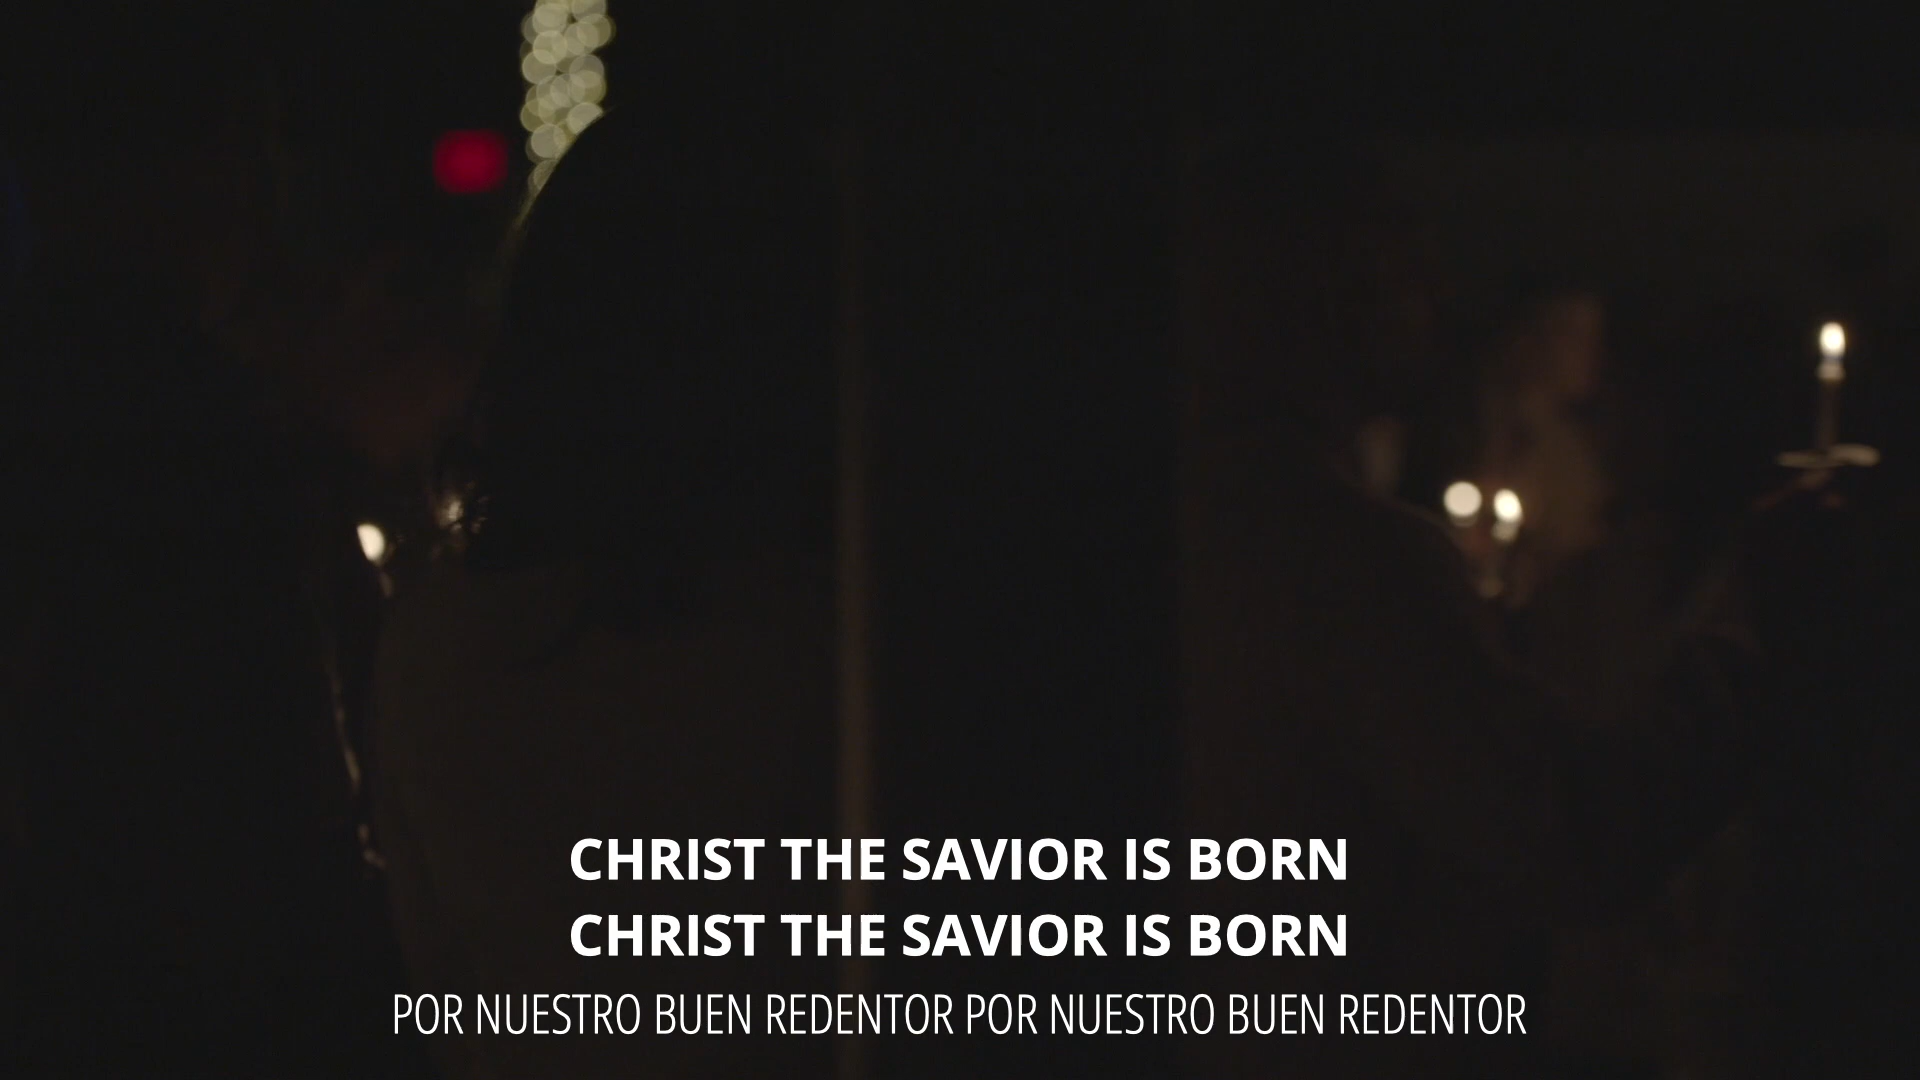 CHRIST THE SAVIOR IS BORN
CHRIST THE SAVIOR IS BORN
POR NUESTRO BUEN REDENTOR POR NUESTRO BUEN REDENTOR